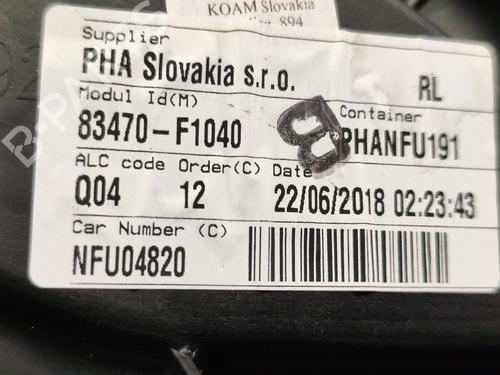 KOAM Slovakia
894
Supplier
PHA Slovakia s.r.o. RL
Modul Id(M) Container
83470-F1040 PHANFU191
B
ALC code Order(C) Date
Q04 12 22/06/2018 02:23:43
Car Number (C)
NFU04820